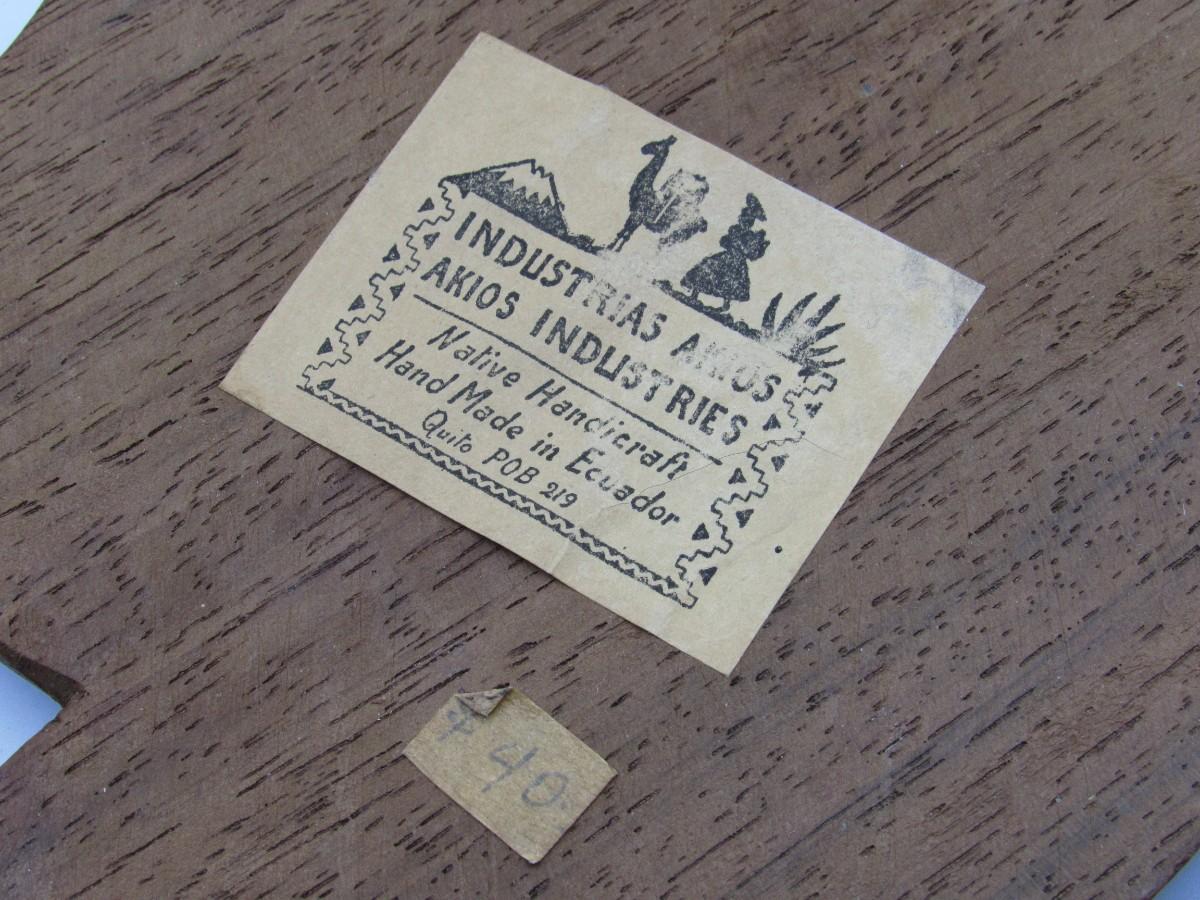 INDUSTRIAS AKIOS
AKIOS INDUSTRIES
Native Handicraft
Hand Made in Ecuador
Quito POB 219
40